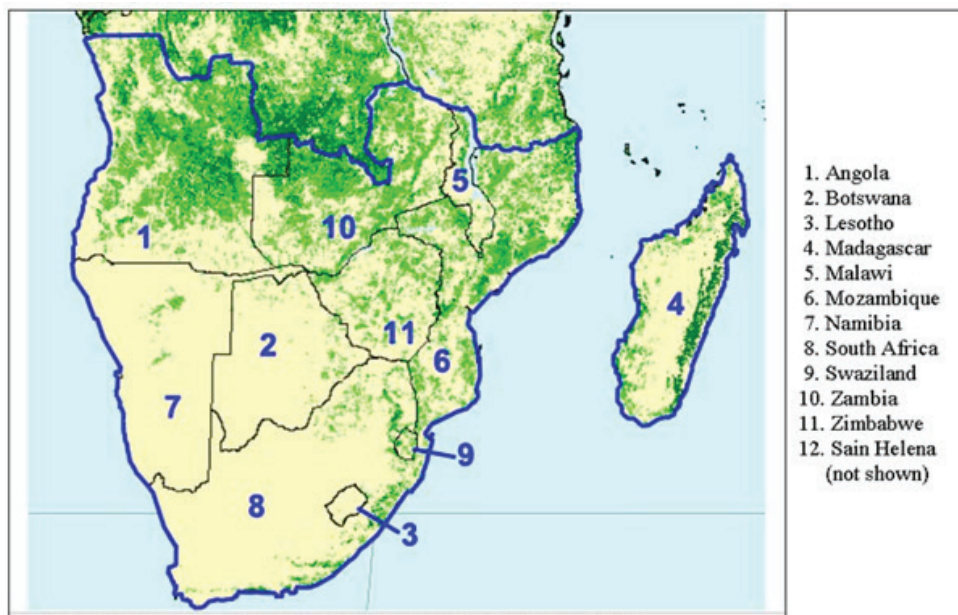 1
2
3
4
5
6
7
8
9
10
11
1. Angola
2. Botswana
3. Lesotho
4. Madagascar
5. Malawi
6. Mozambique
7. Namibia
8. South Africa
9. Swaziland
10. Zambia
11. Zimbabwe
12. Sain Helena
(not shown)